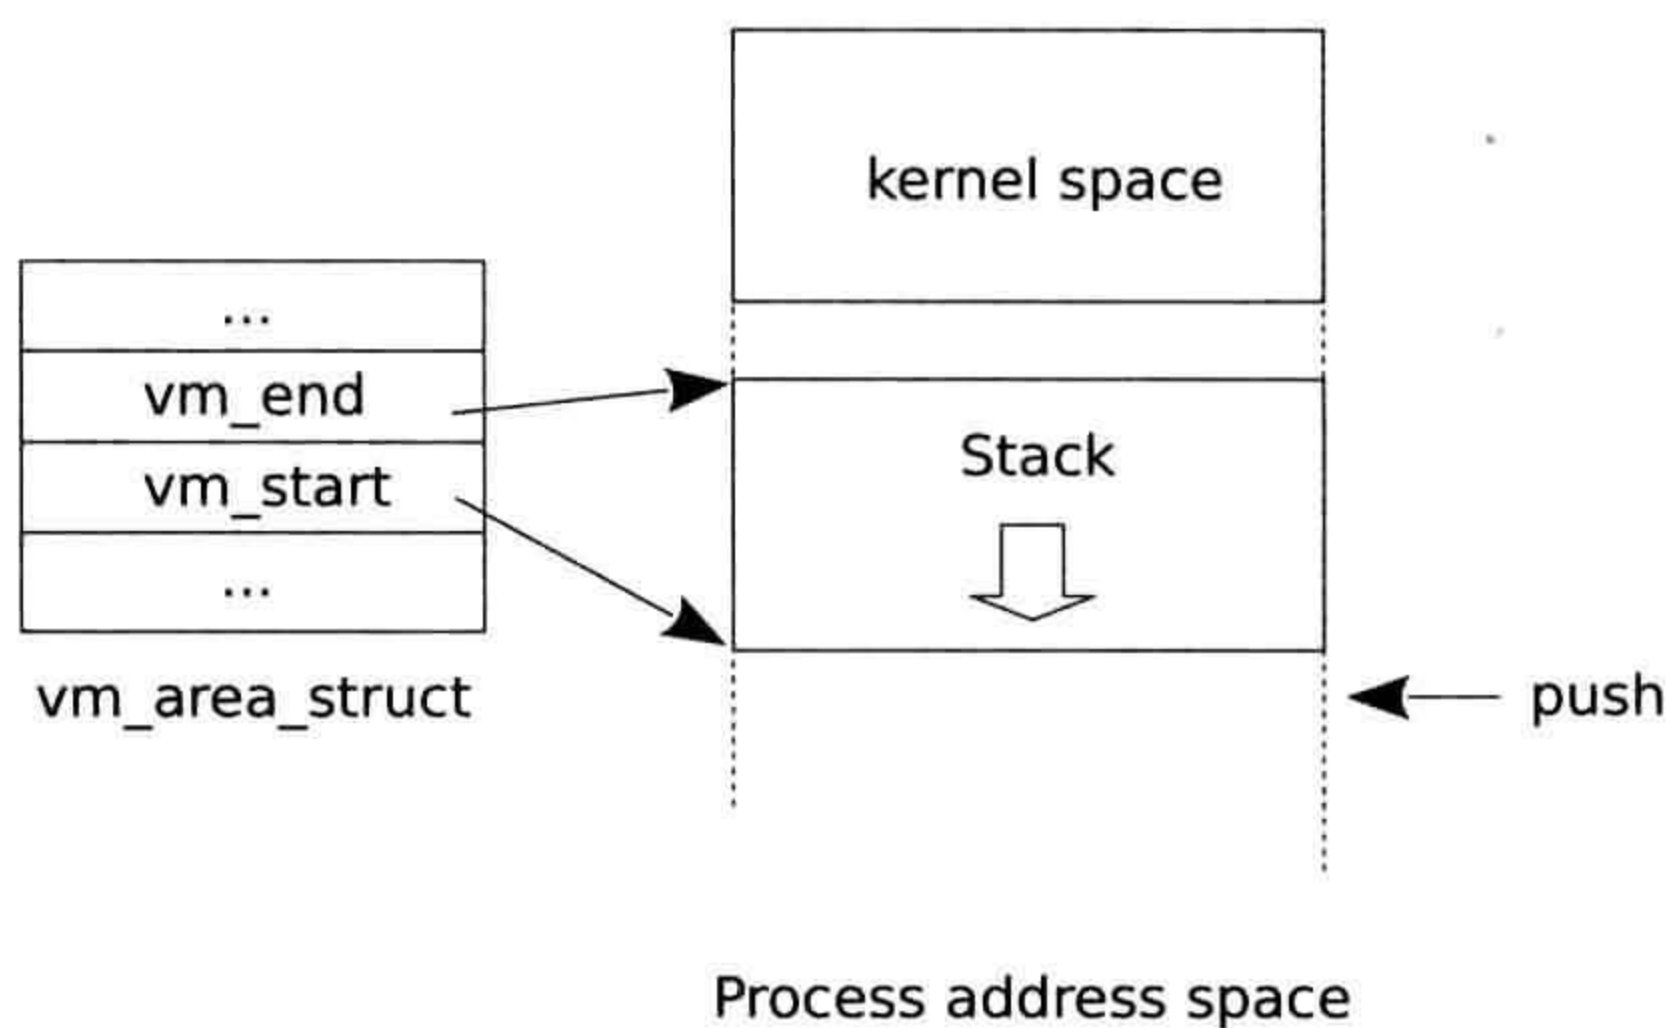 kernel space
...
vm_end
vm_start
...
vm_area_struct
Stack
push
Process address space